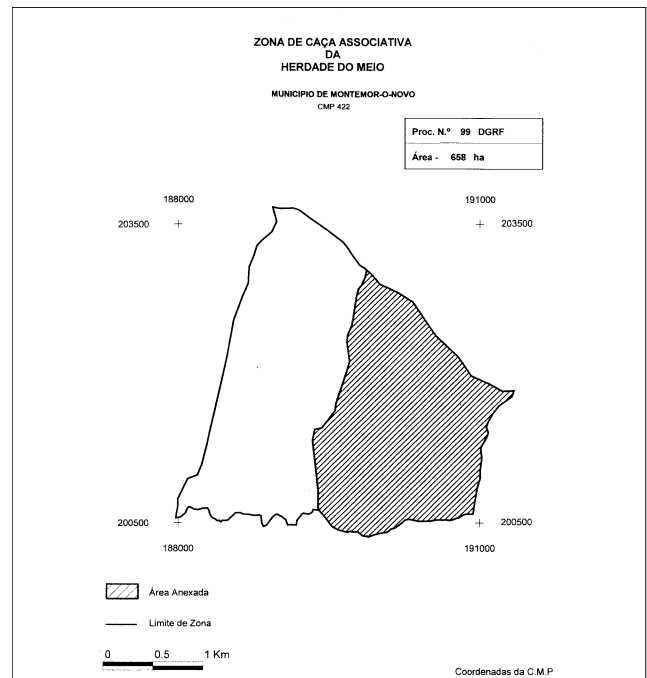 ZONA DE CAÇA ASSOCIATIVA
DA
HERDADE DO MEIO
MUNICIPIO DE MONTEMOR-O-NOVO
CMP 422
Proc. N.º 99 DGRF
Área - 658 ha
188000 191000
203500 203500
200500 200500
188000 191000
Área Anexada
Limite de Zona
0 0.5 1 Km
Coordenadas da C.M.P